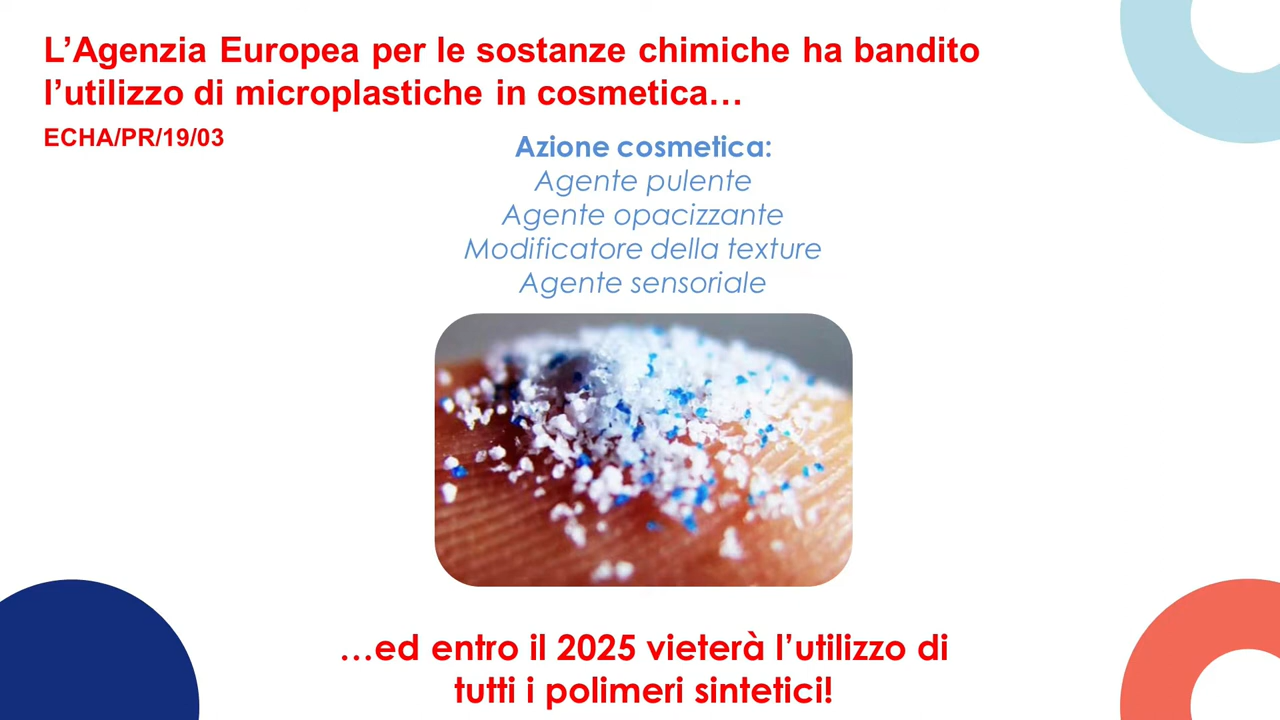 L’Agenzia Europea per le sostanze chimiche ha bandito
l’utilizzo di microplastiche in cosmetica…
ECHA/PR/19/03
Azione cosmetica:
Agente pulente
Agente opacizzante
Modificatore della texture
Agente sensoriale
…ed entro il 2025 vieterà l’utilizzo di
tutti i polimeri sintetici!